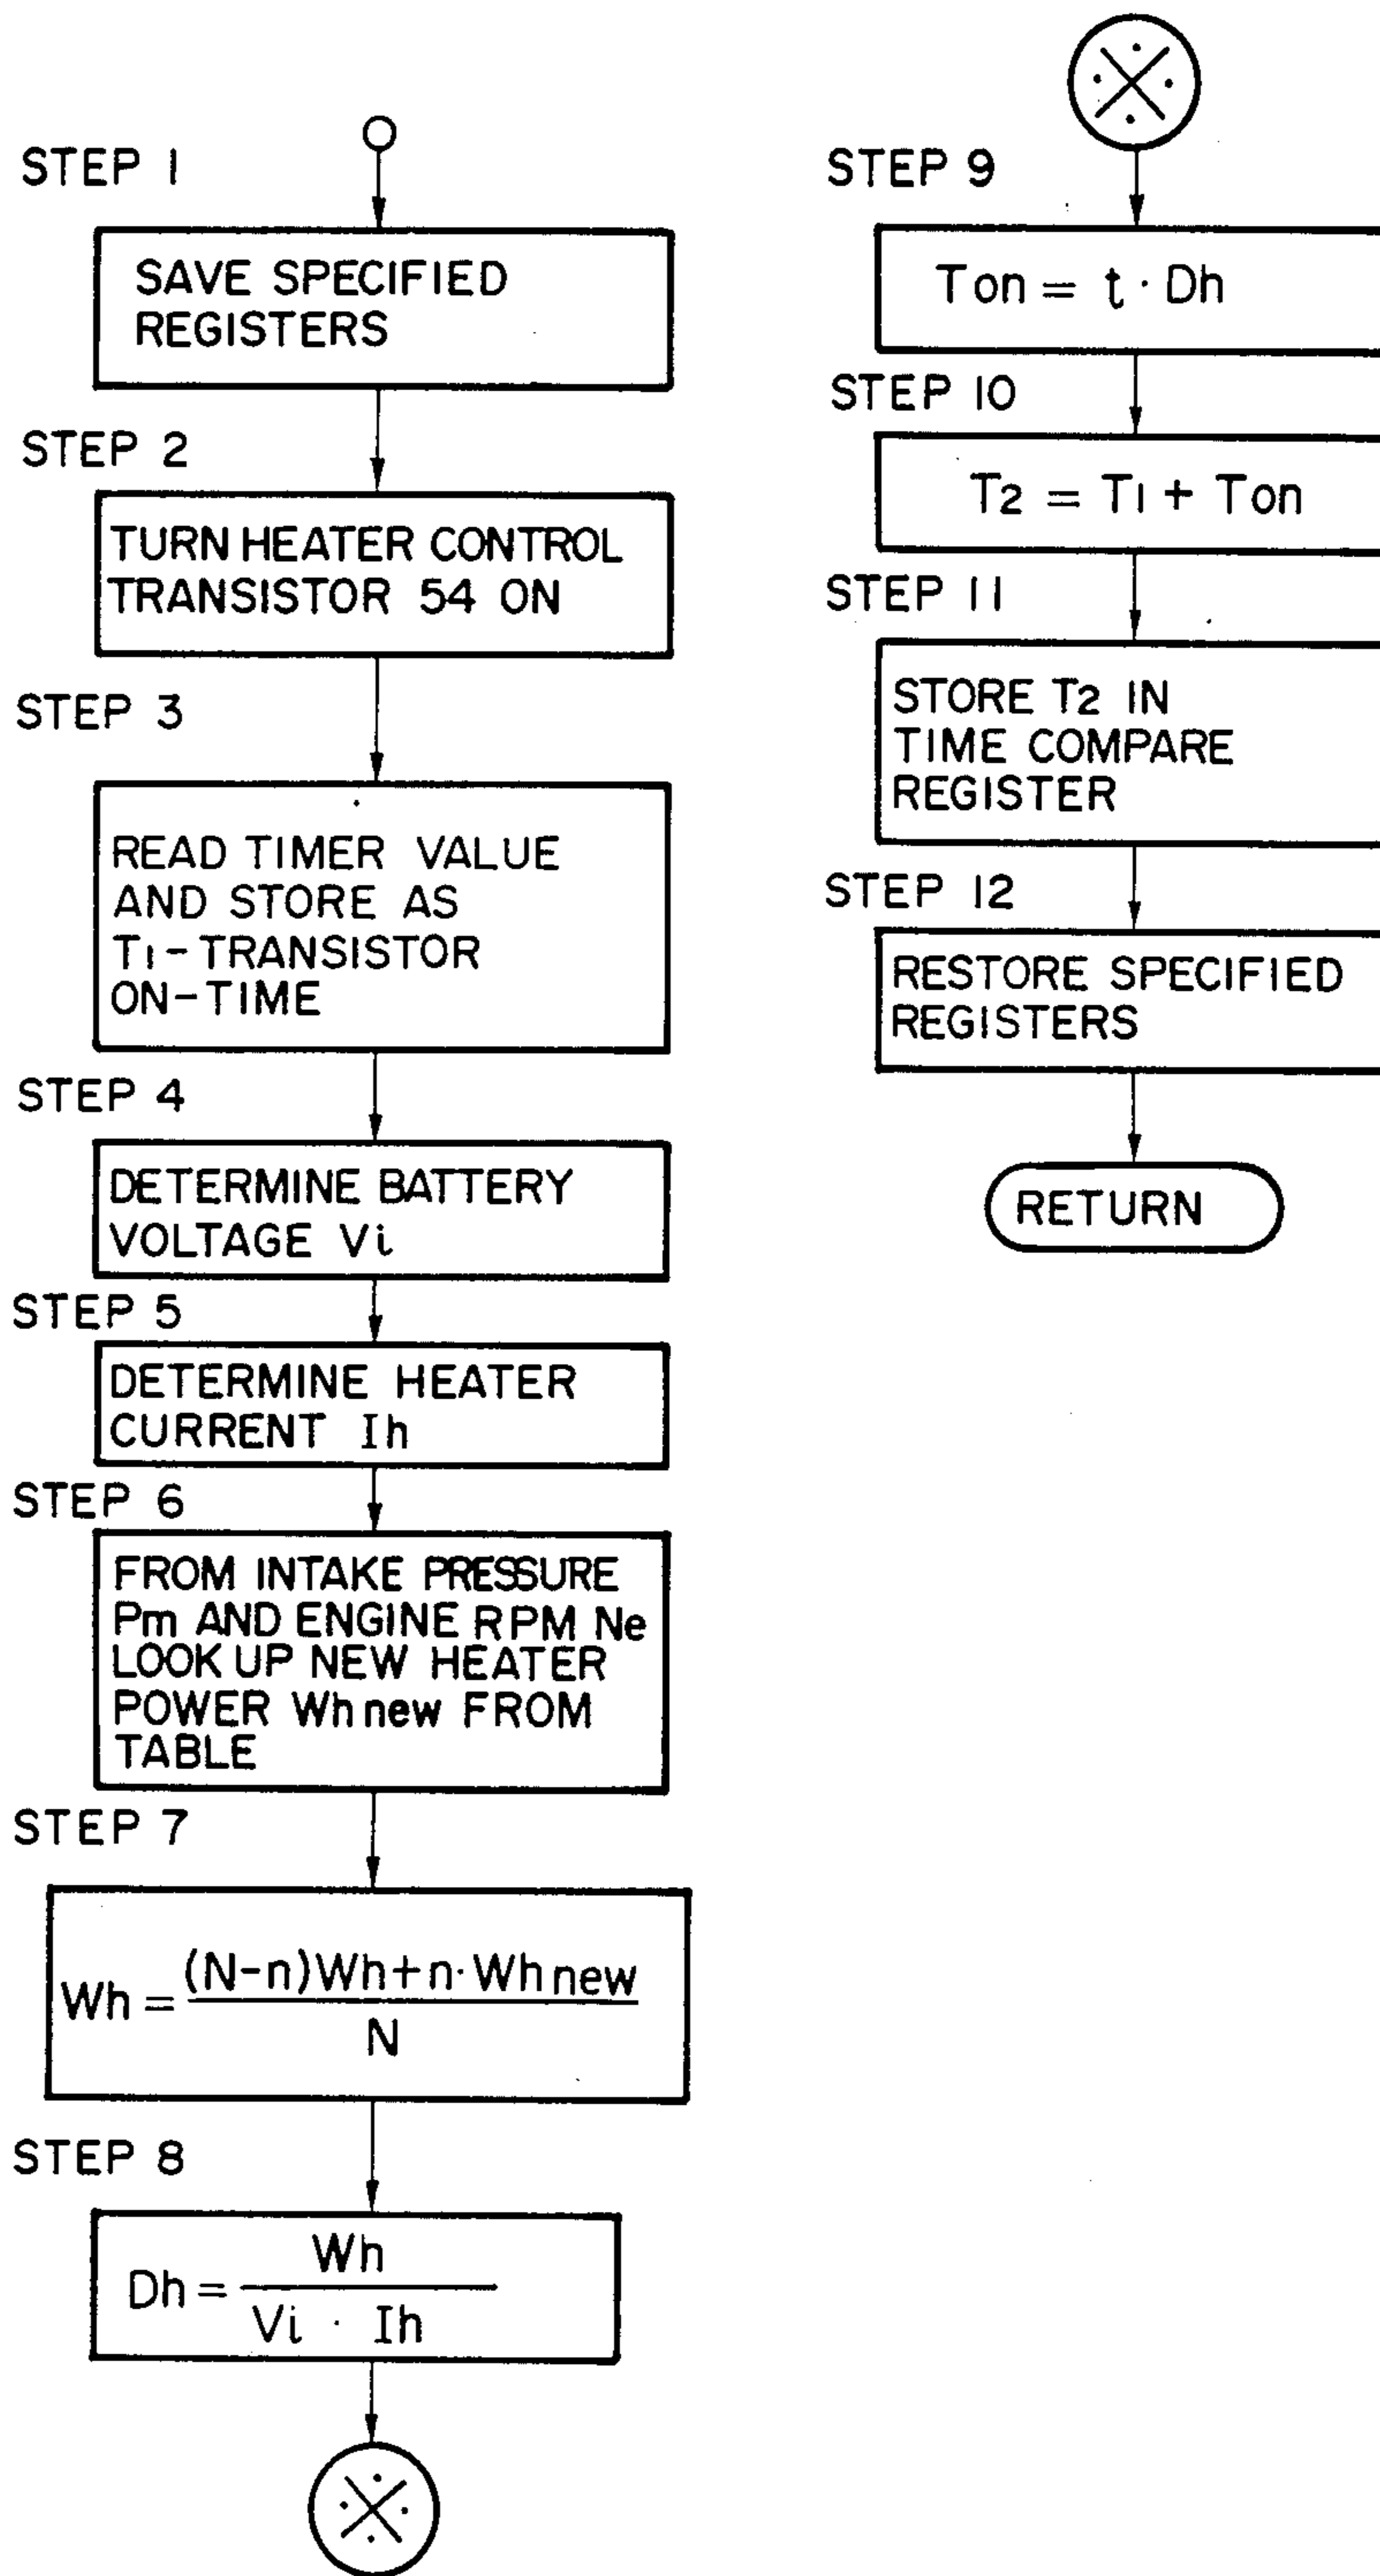 STEP 1
SAVE SPECIFIED
REGISTERS
STEP 2
TURN HEATER CONTROL
TRANSISTOR 54 ON
STEP 3
READ TIMER VALUE
AND STORE AS
T1-TRANSISTOR
ON-TIME
STEP 4
DETERMINE BATTERY
VOLTAGE Vi
STEP 5
DETERMINE HEATER
CURRENT Ih
STEP 6
FROM INTAKE PRESSURE
Pm AND ENGINE RPM Ne
LOOK UP NEW HEATER
POWER Whnew FROM
TABLE
STEP 7
Wh = (N-n)Wh+n·Whnew
N
STEP 8
Dh = Wh
Vi · Ih
※
※
STEP 9
Ton = t · Dh
STEP 10
T2 = T1 + Ton
STEP 11
STORE T2 IN
TIME COMPARE
REGISTER
STEP 12
RESTORE SPECIFIED
REGISTERS
RETURN